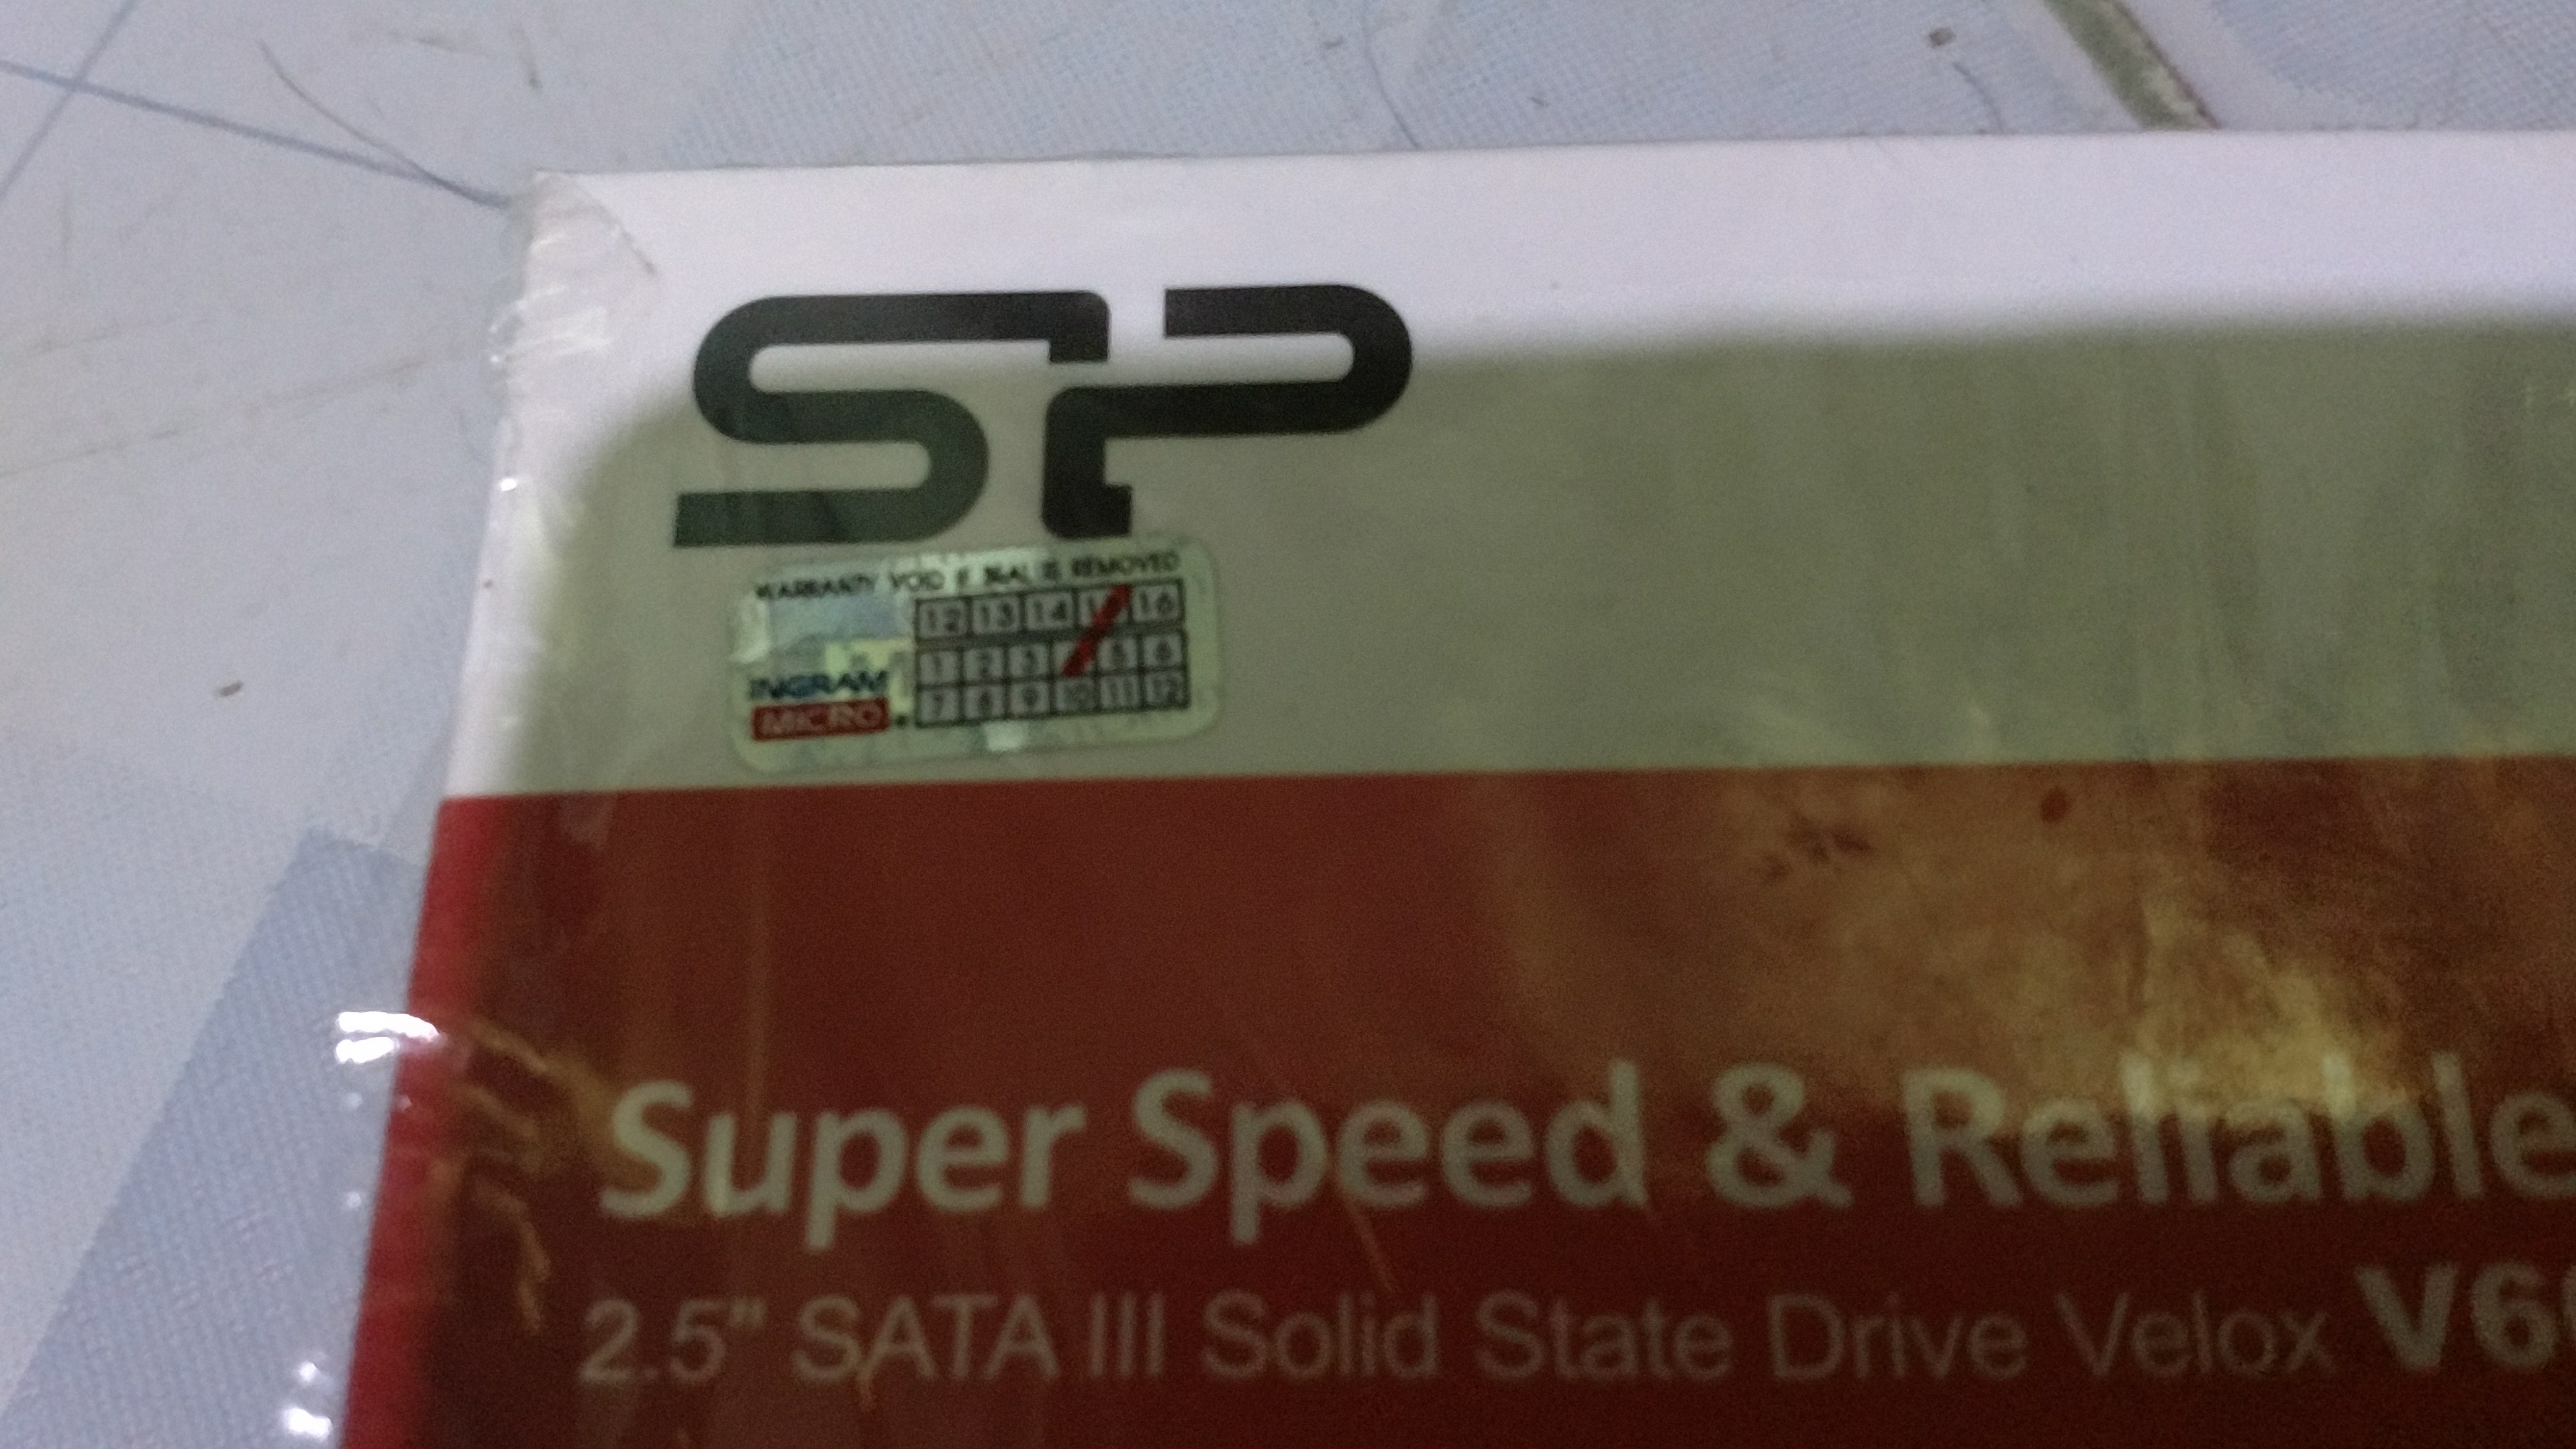 SP
WARRANTY VOID IF SEAL IS REMOVED
12 13 14 16
1 2 3 5 6
INGRAM
7 8 9 10 11 12
MICRO
Super Speed & Reliable
2.5" SATA III Solid State Drive Velox